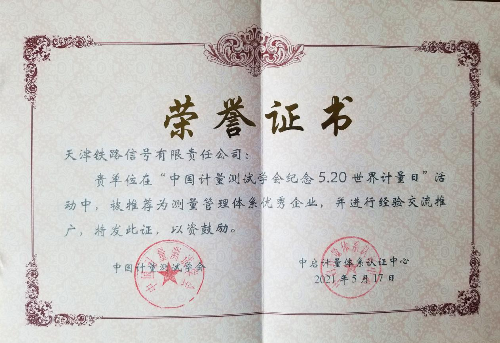 荣誉证书
天津铁路信号有限责任公司：
贵单位在“中国计量测试学会纪念5.20世界计量日”活
动中，被推荐为测量管理体系优秀企业，并进行经验交流推
广，特发此证，以资鼓励。
中国计量测试学会
中启计量体系认证中心
2021年5月17日